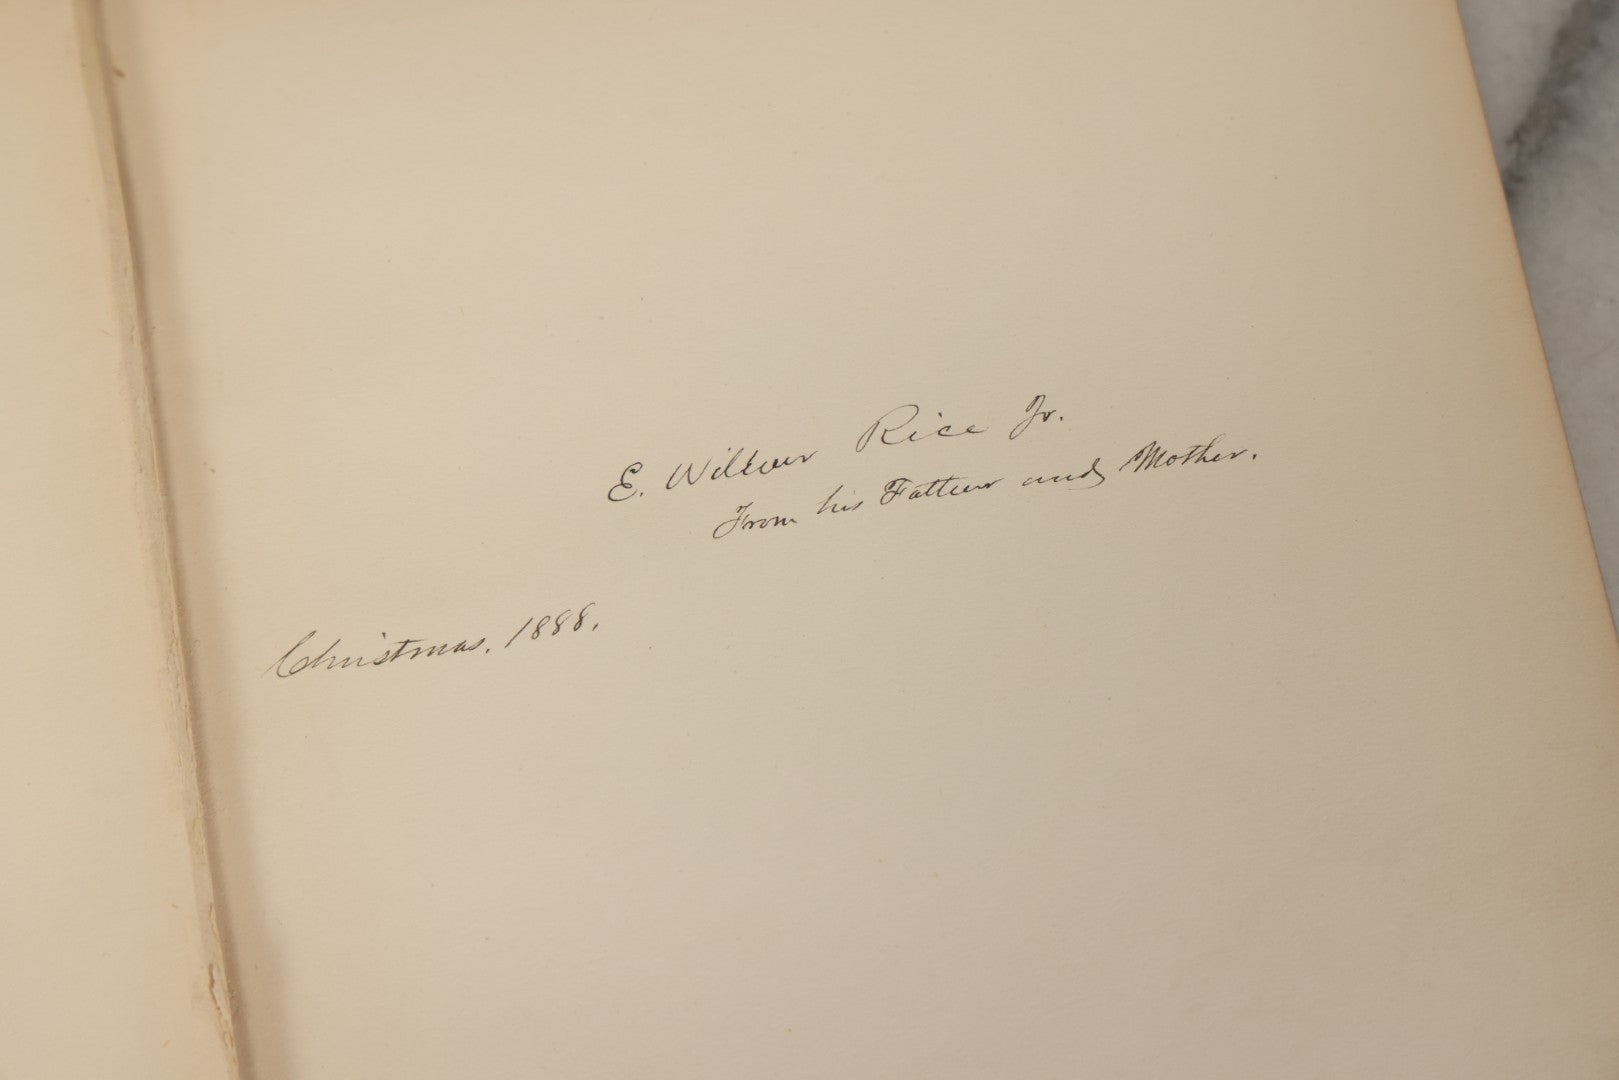 E. Wilbur Rice Jr.
From his Father and Mother.
Christmas. 1888.